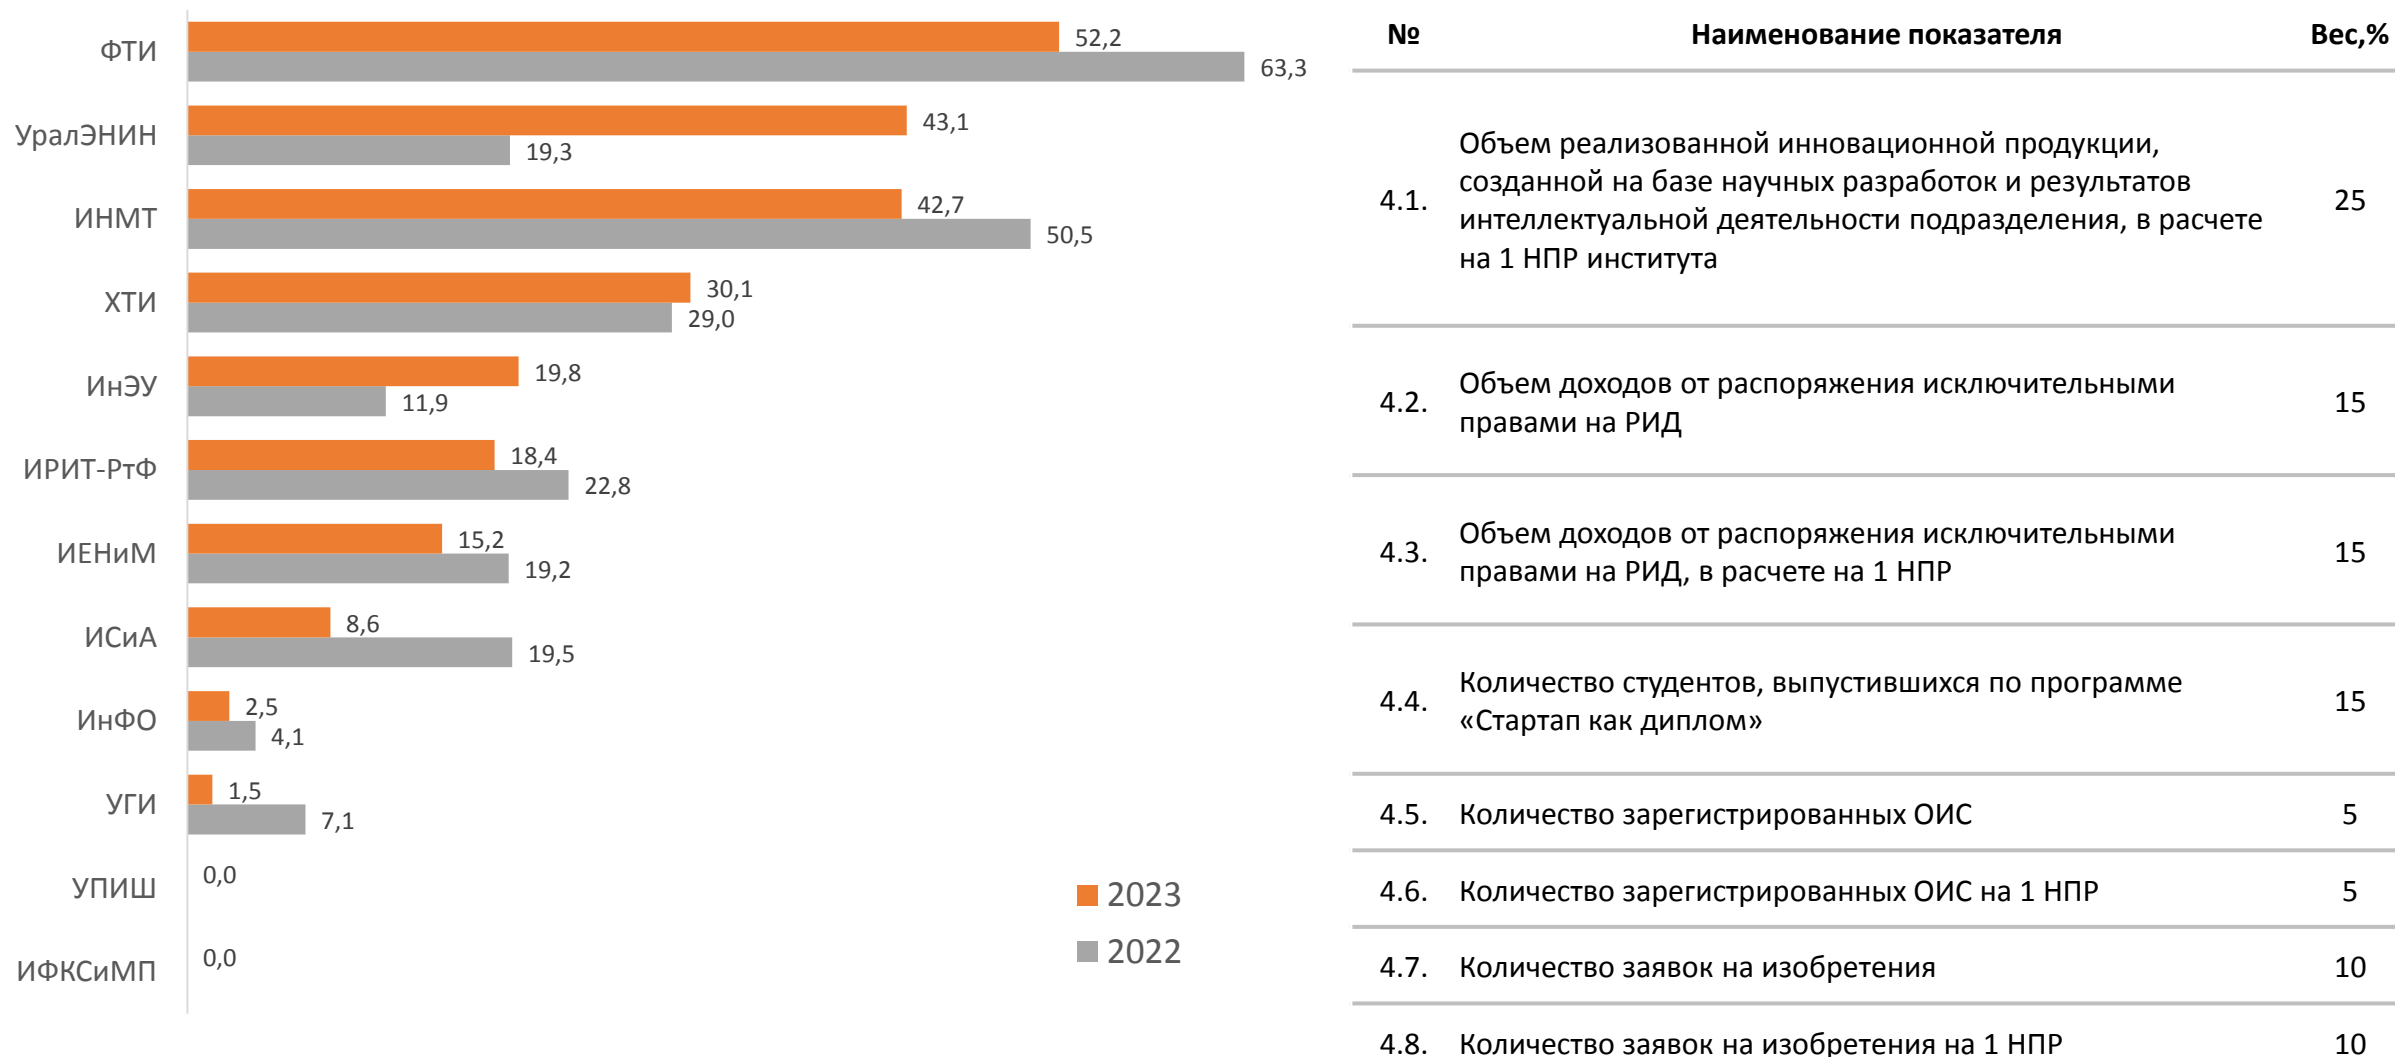 ФТИ
52,2
63,3
УралЭНИН
43,1
19,3
ИНМТ
42,7
50,5
ХТИ
30,1
29,0
ИнЭУ
19,8
11,9
ИРИТ-РтФ
18,4
22,8
ИЕНиМ
15,2
19,2
ИСиА
8,6
19,5
ИнФО
2,5
4,1
УГИ
1,5
7,1
УПИШ
0,0
ИФКСиМП
0,0
2023
2022
№ Наименование показателя Вес,%
4.1. Объем реализованной инновационной продукции,
созданной на базе научных разработок и результатов
интеллектуальной деятельности подразделения, в расчете
на 1 НПР института
25
4.2. Объем доходов от распоряжения исключительными
правами на РИД
15
4.3. Объем доходов от распоряжения исключительными
правами на РИД, в расчете на 1 НПР
15
4.4. Количество студентов, выпустившихся по программе
«Стартап как диплом»
15
4.5. Количество зарегистрированных ОИС 5
4.6. Количество зарегистрированных ОИС на 1 НПР 5
4.7. Количество заявок на изобретения 10
4.8. Количество заявок на изобретения на 1 НПР 10